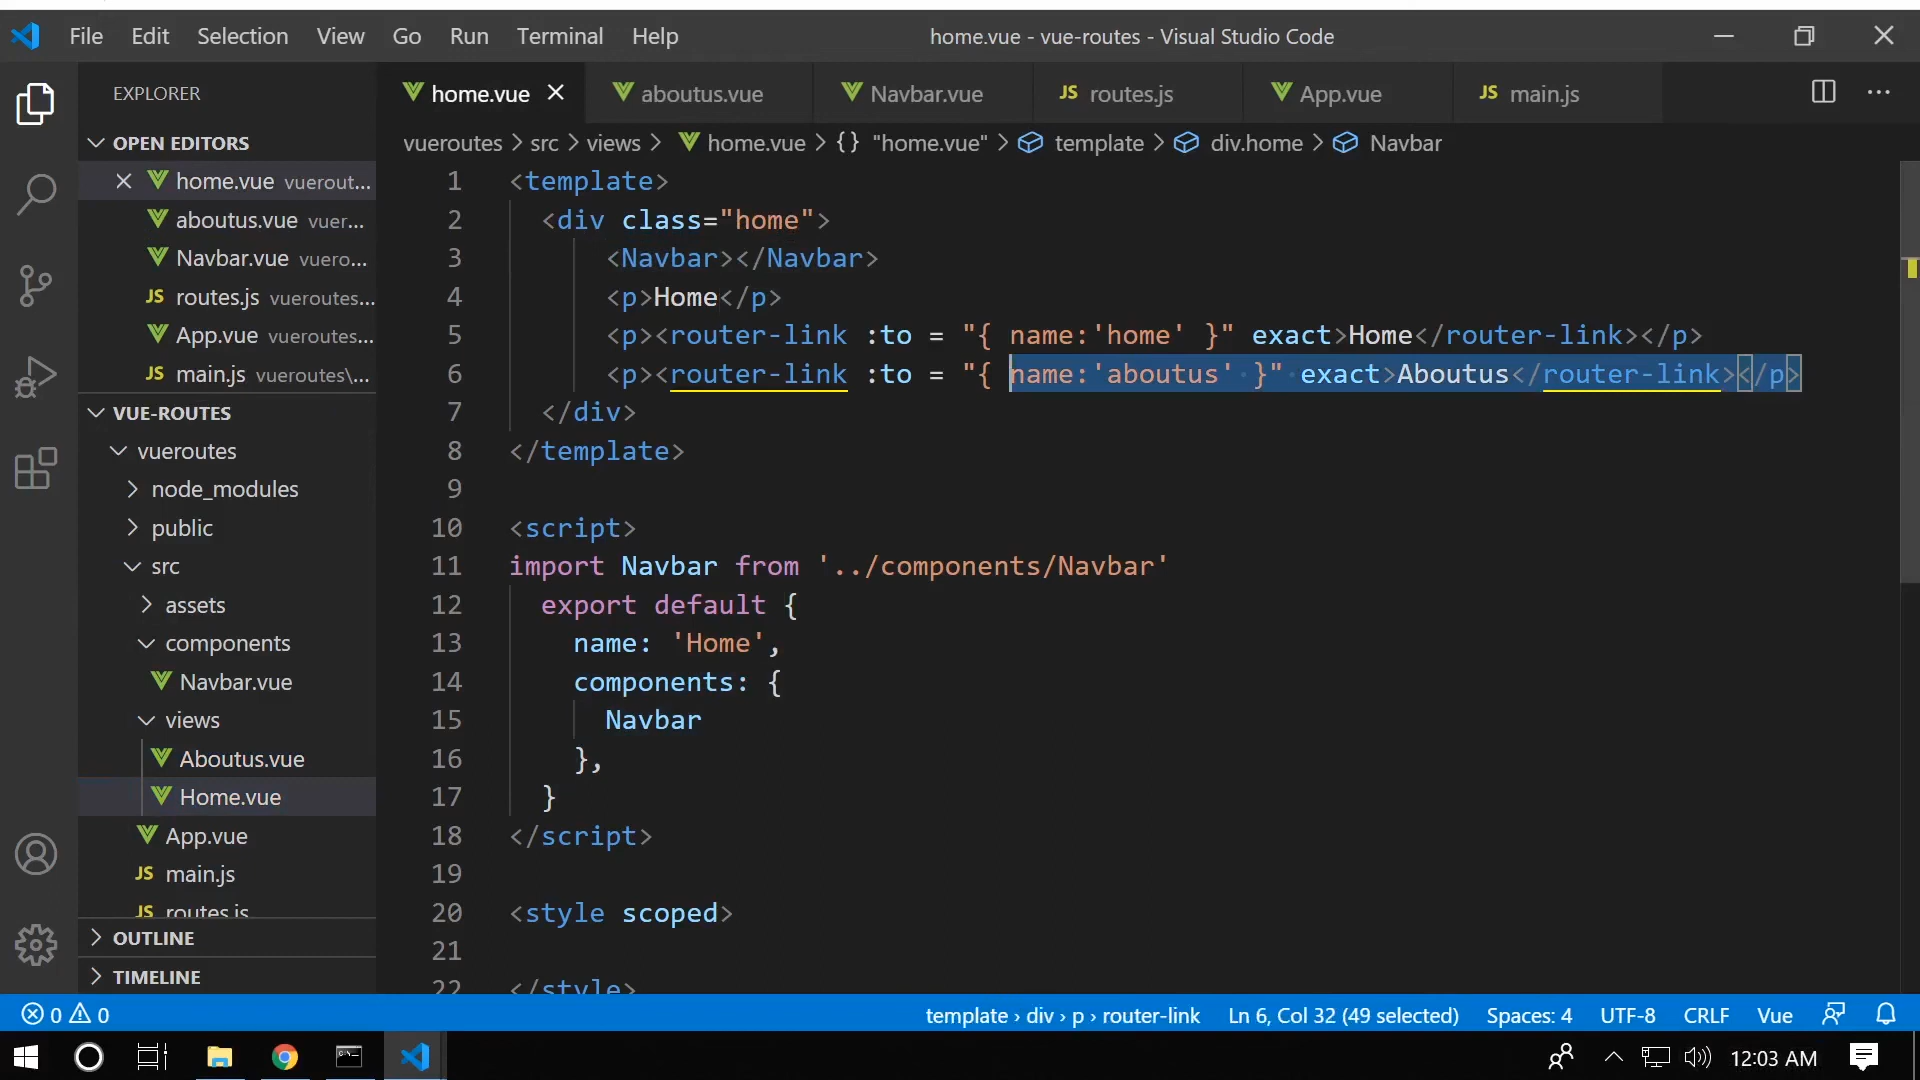 File Edit Selection View Go Run Terminal Help
home.vue - vue-routes - Visual Studio Code
EXPLORER
OPEN EDITORS
home.vue vuerout...
aboutus.vue vuer...
Navbar.vue vuero...
JS routes.js vueroutes...
App.vue vueroutes...
JS main.js vueroutes\...
VUE-ROUTES
vueroutes
node_modules
public
src
assets
components
Navbar.vue
views
Aboutus.vue
Home.vue
App.vue
JS main.js
JS routes.js
OUTLINE
TIMELINE
home.vue aboutus.vue Navbar.vue JS routes.js App.vue JS main.js
vueroutes > src > views > home.vue > {} "home.vue" > template > div.home > Navbar
1 <template>
2 <div class="home">
3 <Navbar></Navbar>
4 <p>Home</p>
5 <p><router-link :to = "{ name:'home' }" exact>Home</router-link></p>
6 <p><router-link :to = "{ name:'aboutus' }" exact>Aboutus</router-link></p>
7 </div>
8 </template>
9
10 <script>
11 import Navbar from '../components/Navbar'
12 export default {
13 name: 'Home',
14 components: {
15 Navbar
16 },
17 }
18 </script>
19
20 <style scoped>
21
22 </style>
0 0 template › div › p › router-link Ln 6, Col 32 (49 selected) Spaces: 4 UTF-8 CRLF Vue
12:03 AM